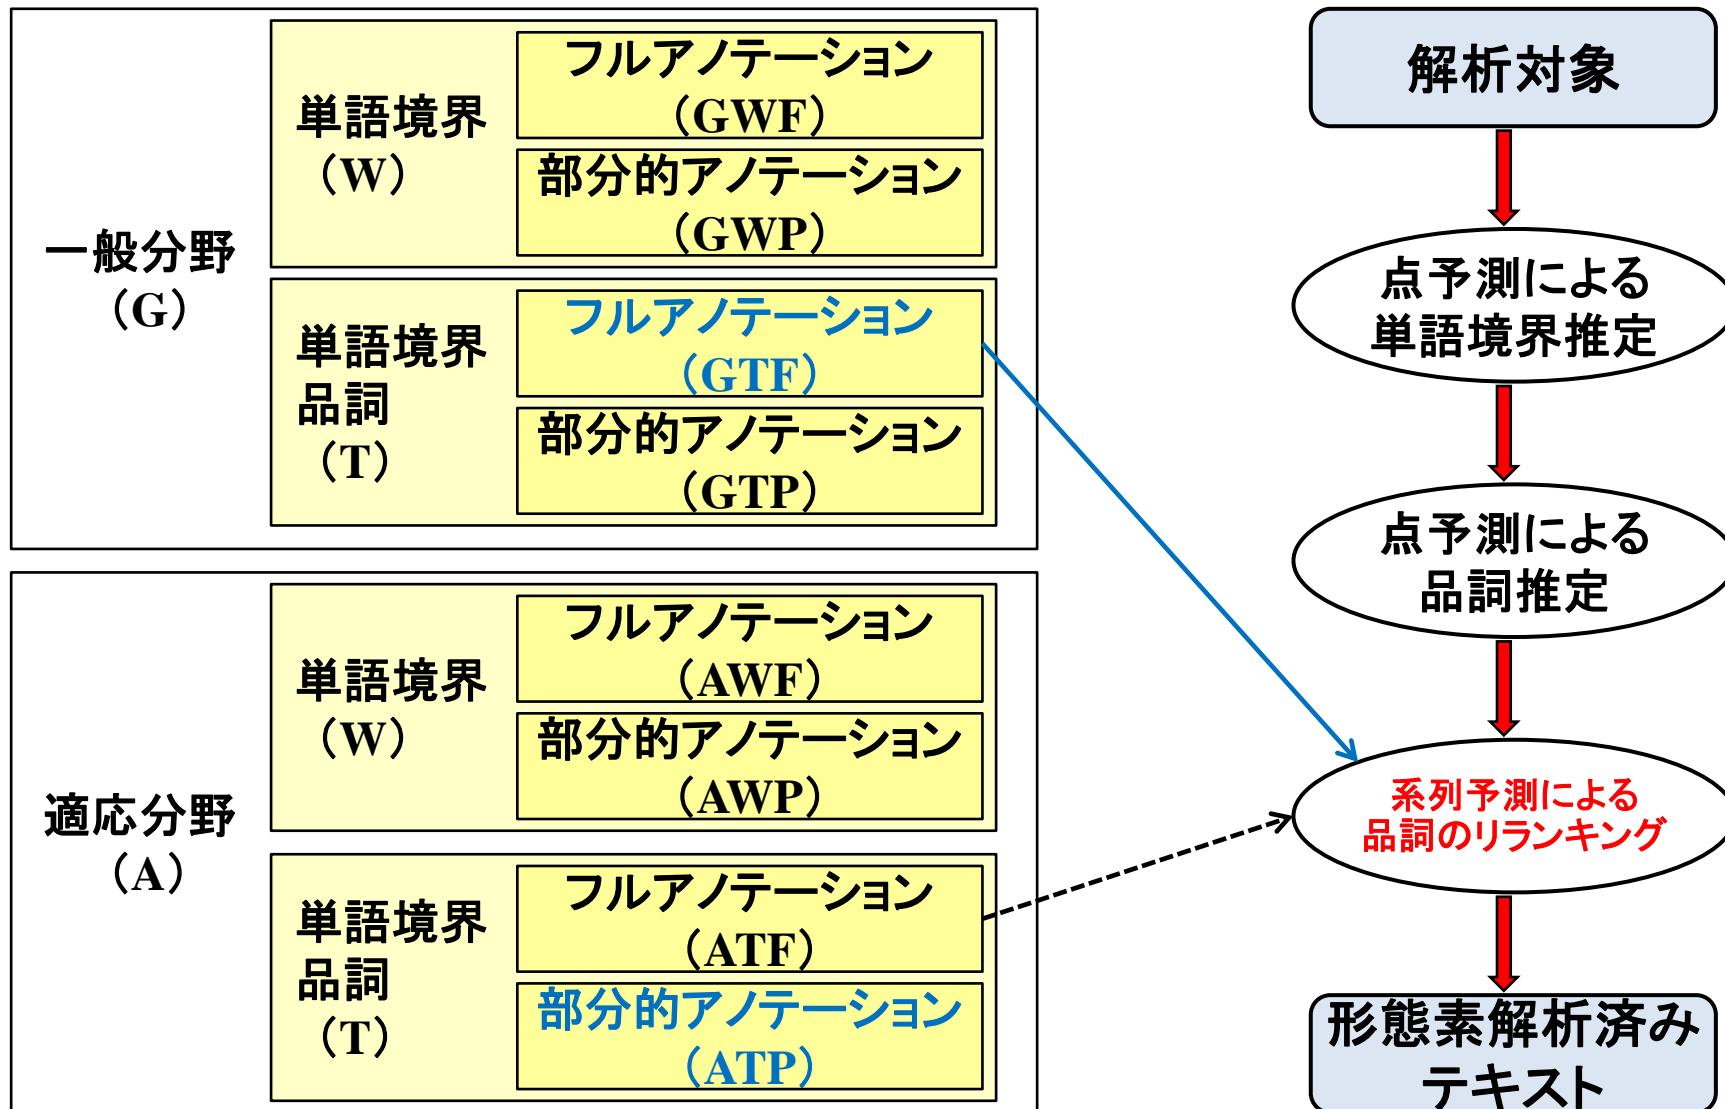 一般分野
(G)
単語境界
(W)
フルアノテーション
(GWF)
部分的アノテーション
(GWP)
単語境界
品詞
(T)
フルアノテーション
(GTF)
部分的アノテーション
(GTP)
適応分野
(A)
単語境界
(W)
フルアノテーション
(AWF)
部分的アノテーション
(AWP)
単語境界
品詞
(T)
フルアノテーション
(ATF)
部分的アノテーション
(ATP)
解析対象
点予測による
単語境界推定
点予測による
品詞推定
系列予測による
品詞のリランキング
形態素解析済み
テキスト